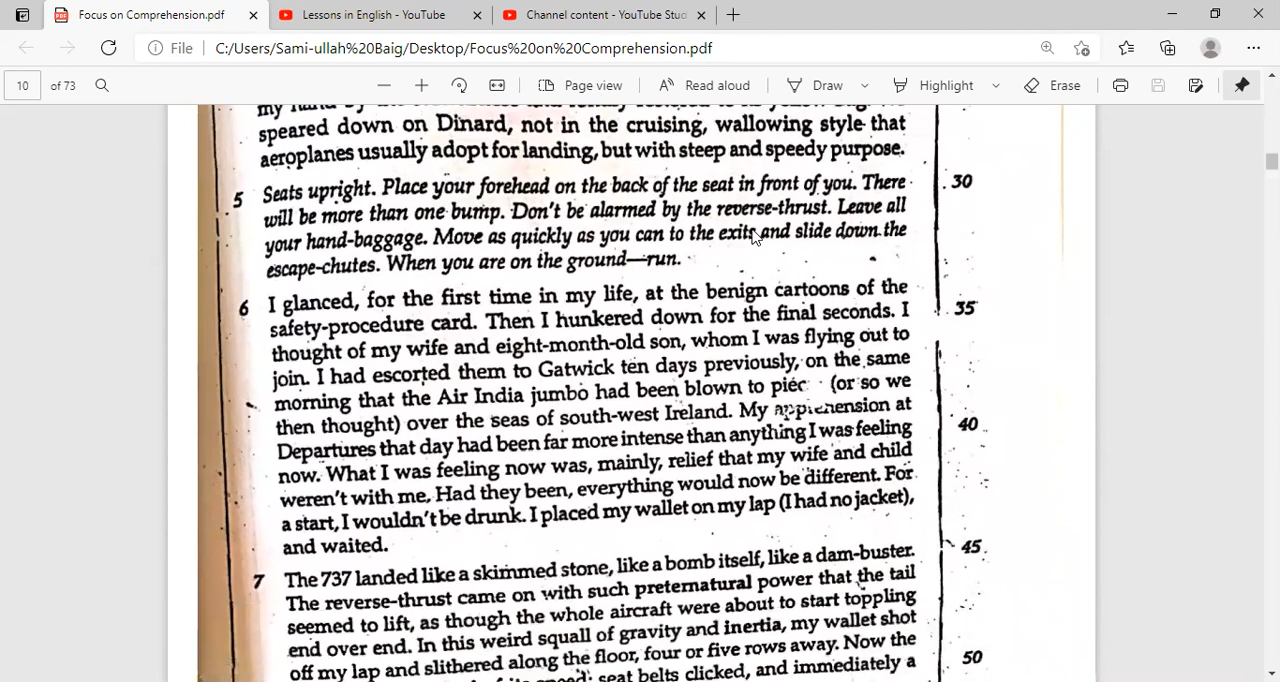 Focus on Comprehension.pdf
Lessons in English - YouTube
Channel content - YouTube Stud
File
C:/Users/Sami-ullah%20Baig/Desktop/Focus%20on%20Comprehension.pdf
10 of 73
Page view
Read aloud
Draw
Highlight
Erase
speared down on Dinard, not in the cruising, wallowing style that
aeroplanes usually adopt for landing, but with steep and speedy purpose.
5 Seats upright. Place your forehead on the back of the seat in front of you. There 30
will be more than one bump. Don't be alarmed by the reverse-thrust. Leave all
your hand-baggage. Move as quickly as you can to the exits and slide down the
escape-chutes. When you are on the ground—run.
6 I glanced, for the first time in my life, at the benign cartoons of the
safety-procedure card. Then I hunkered down for the final seconds. I 35
thought of my wife and eight-month-old son, whom I was flying out to
join. I had escorted them to Gatwick ten days previously, on the same
morning that the Air India jumbo had been blown to (or so we
then thought) over the seas of south-west Ireland. My at
Departures that day had been far more intense than anything I was feeling 40
now. What I was feeling now was, mainly, relief that my wife and child
weren't with me. Had they been, everything would now be different. For
a start, I wouldn't be drunk. I placed my wallet on my lap (I had no jacket),
and waited.
7 The 737 landed like a skimmed stone, like a bomb itself, like a dam-buster. 45
The reverse-thrust came on with such preternatural power that the tail
seemed to lift, as though the whole aircraft were about to start toppling
end over end. In this weird squall of gravity and inertia, my wallet shot
off my lap and slithered along the floor, four or five rows away. Now the
seat belts clicked, and immediately a 50